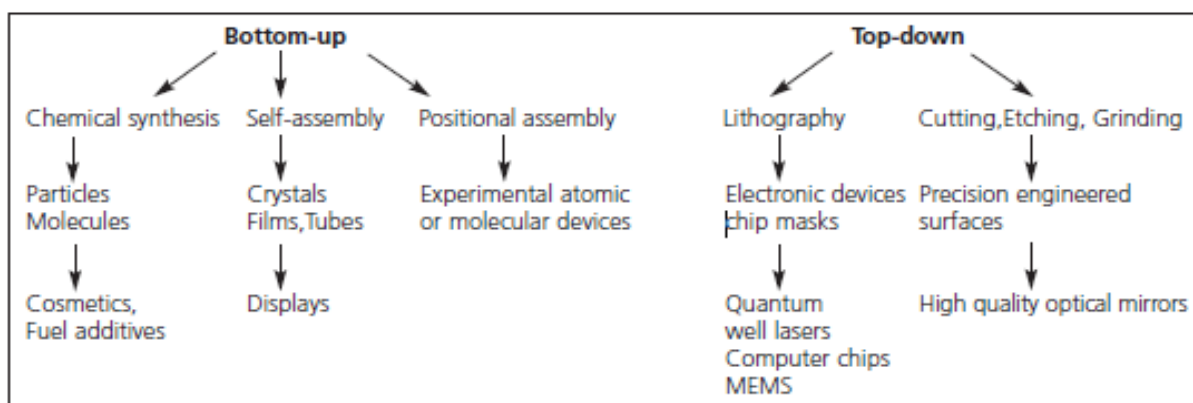 Bottom-up
Top-down
Chemical synthesis
Self-assembly
Positional assembly
Lithography
Cutting,Etching, Grinding
Particles
Molecules
Crystals
Films,Tubes
Experimental atomic
or molecular devices
Electronic devices
chip masks
Precision engineered
surfaces
Cosmetics,
Fuel additives
Displays
Quantum
well lasers
Computer chips
MEMS
High quality optical mirrors